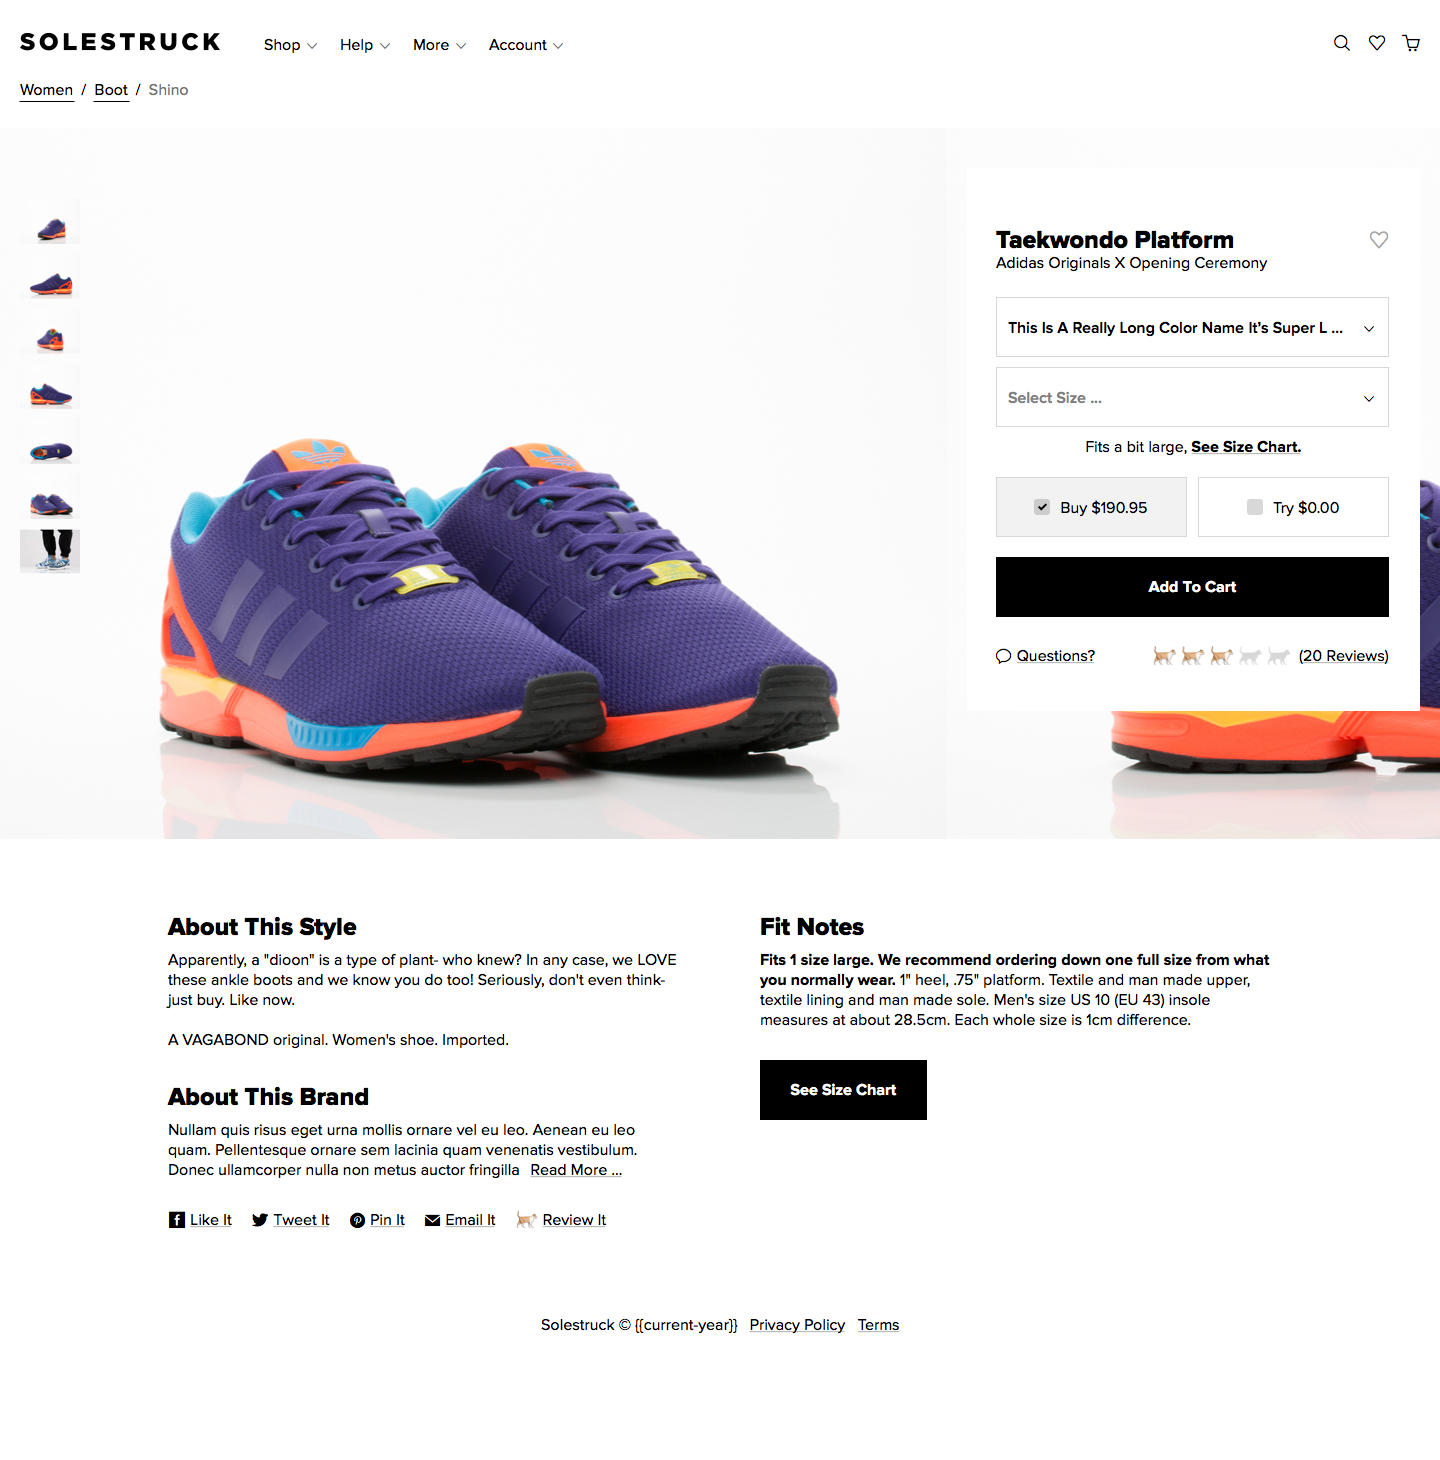 SOLESTRUCK
Shop
Help
More
Account
Women / Boot / Shino
Taekwondo Platform
Adidas Originals X Opening Ceremony
This Is A Really Long Color Name It's Super L ...
Select Size ...
Fits a bit large, See Size Chart.
Buy $190.95
Try $0.00
Add To Cart
Questions?
(20 Reviews)
About This Style
Apparently, a "dioon" is a type of plant- who knew? In any case, we LOVE
these ankle boots and we know you do too! Seriously, don't even think-
just buy. Like now.
A VAGABOND original. Women's shoe. Imported.
About This Brand
Nullam quis risus eget urna mollis ornare vel eu leo. Aenean eu leo
quam. Pellentesque ornare sem lacinia quam venenatis vestibulum.
Donec ullamcorper nulla non metus auctor fringilla Read More ...
Like It
Tweet It
Pin It
Email It
Review It
Fit Notes
Fits 1 size large. We recommend ordering down one full size from what
you normally wear. 1" heel, .75" platform. Textile and man made upper,
textile lining and man made sole. Men's size US 10 (EU 43) insole
measures at about 28.5cm. Each whole size is 1cm difference.
See Size Chart
Solestruck © {{current-year}} Privacy Policy Terms